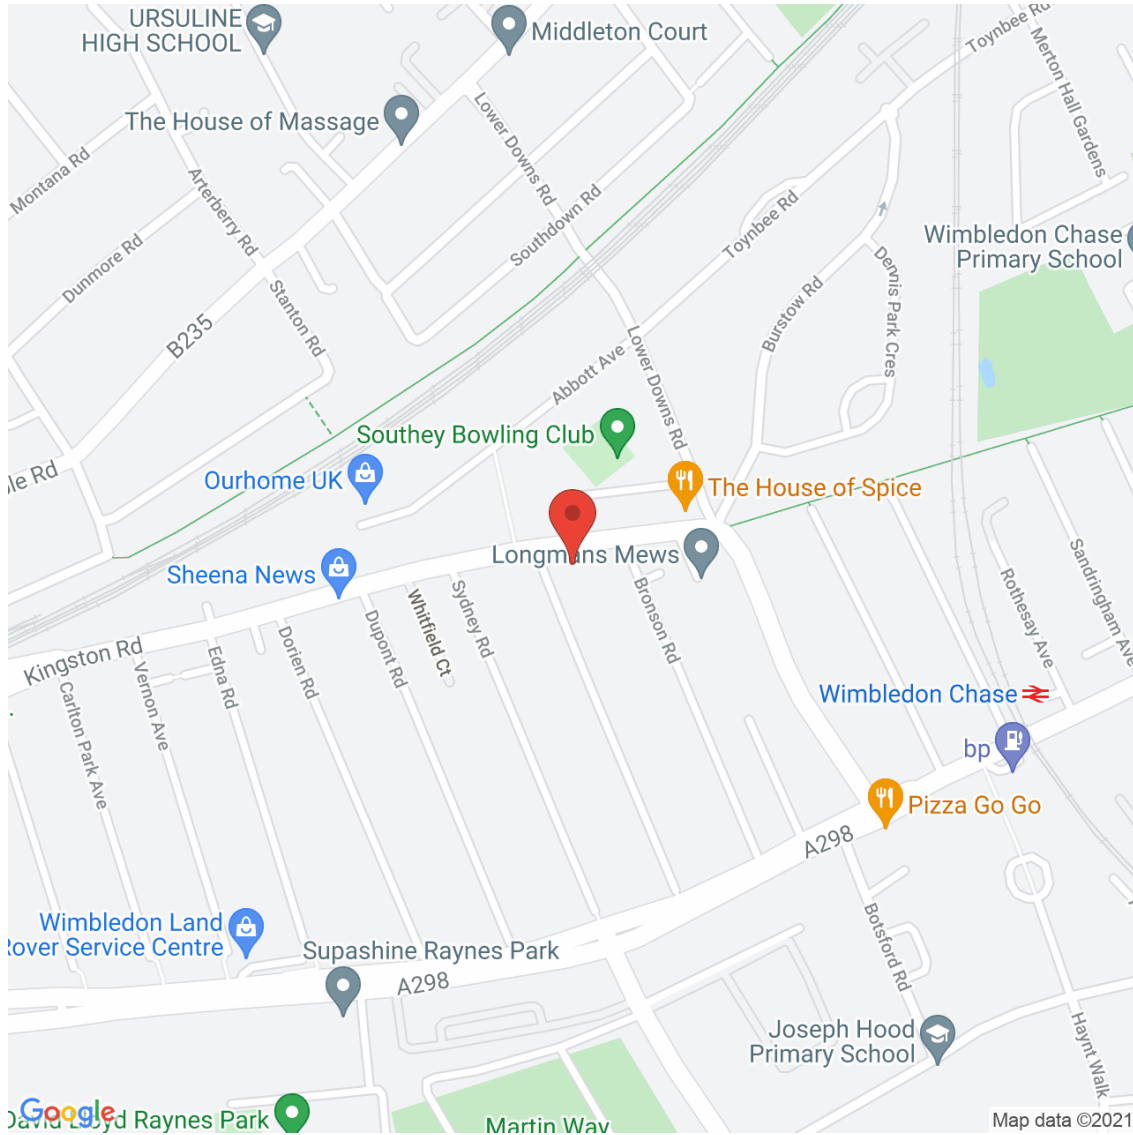 URSULINE
HIGH SCHOOL
Middleton Court
Toynbee Rd
Merton Hall Gardens
The House of Massage
Lower Downs Rd
Montana Rd
Arterberry Rd
Southdown Rd
Toynbee Rd
Wimbledon Chase
Primary School
Dunmore Rd
Stanton Rd
B235
Burstow Rd
Dennis Park Cres
Lower Downs Rd
Abbott Ave
Southey Bowling Club
le Rd
Ourhome UK
The House of Spice
Longmans Mews
Sheena News
Whitfield Ct
Sydney Rd
Bronson Rd
Dupont Rd
Rothesay Ave
Sandringham Ave
Kingston Rd
Dorien Rd
Edna Rd
Vernon Ave
Carlton Park Ave
Wimbledon Chase
bp
Pizza Go Go
A298
Wimbledon Land
Rover Service Centre
Supashine Raynes Park
A298
Botsford Rd
Joseph Hood
Primary School
Haynt Walk
Google
David Lloyd Raynes Park
Martin Way
Map data ©2021